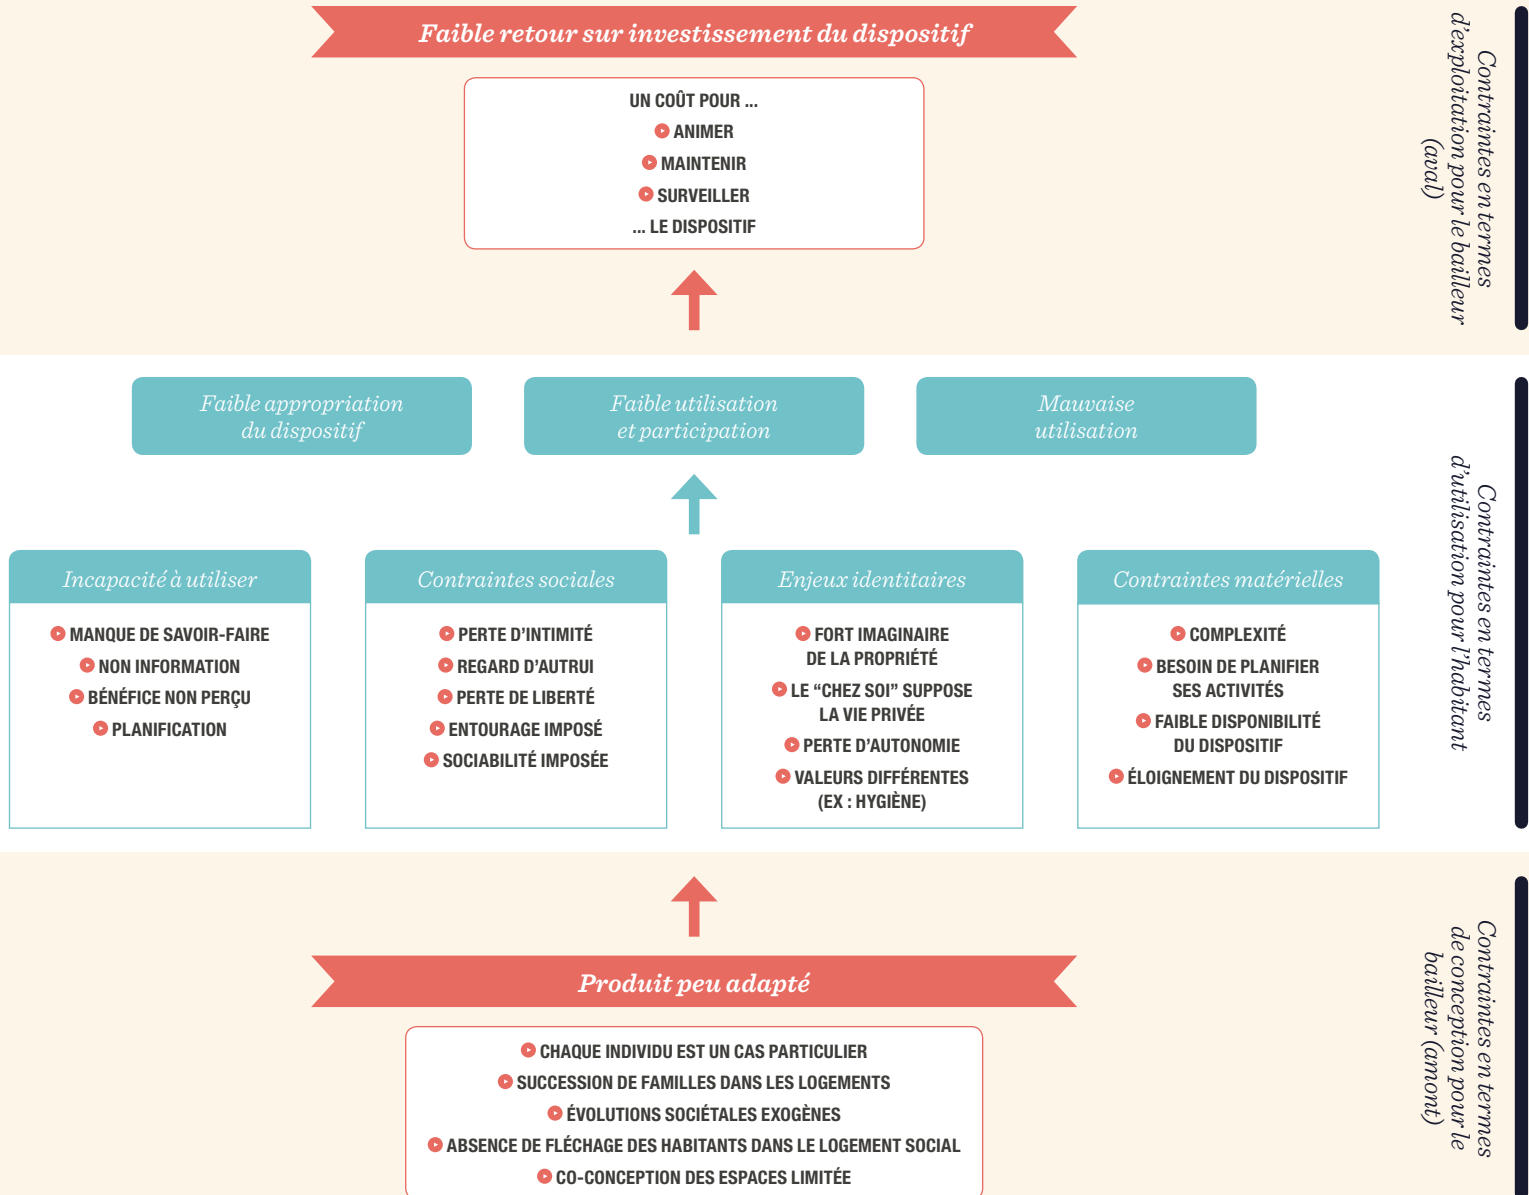 Faible retour sur investissement du dispositif
UN COÛT POUR ...
ANIMER
MAINTENIR
SURVEILLER
... LE DISPOSITIF
Contraintes en termes
d'exploitation pour le bailleur
(aval)
Faible appropriation
du dispositif
Faible utilisation
et participation
Mauvaise
utilisation
Incapacité à utiliser
MANQUE DE SAVOIR-FAIRE
NON INFORMATION
BÉNÉFICE NON PERÇU
PLANIFICATION
Contraintes sociales
PERTE D'INTIMITÉ
REGARD D'AUTRUI
PERTE DE LIBERTÉ
ENTOURAGE IMPOSÉ
SOCIABILITÉ IMPOSÉE
Enjeux identitaires
FORT IMAGINAIRE
DE LA PROPRIÉTÉ
LE “CHEZ SOI” SUPPOSE
LA VIE PRIVÉE
PERTE D'AUTONOMIE
VALEURS DIFFÉRENTES
(EX : HYGIÈNE)
Contraintes matérielles
COMPLEXITÉ
BESOIN DE PLANIFIER
SES ACTIVITÉS
FAIBLE DISPONIBILITÉ
DU DISPOSITIF
ÉLOIGNEMENT DU DISPOSITIF
Contraintes en termes
d'utilisation pour l'habitant
Produit peu adapté
CHAQUE INDIVIDU EST UN CAS PARTICULIER
SUCCESSION DE FAMILLES DANS LES LOGEMENTS
ÉVOLUTIONS SOCIÉTALES EXOGÈNES
ABSENCE DE FLÉCHAGE DES HABITANTS DANS LE LOGEMENT SOCIAL
CO-CONCEPTION DES ESPACES LIMITÉE
Contraintes en termes
de conception pour le
bailleur (amont)